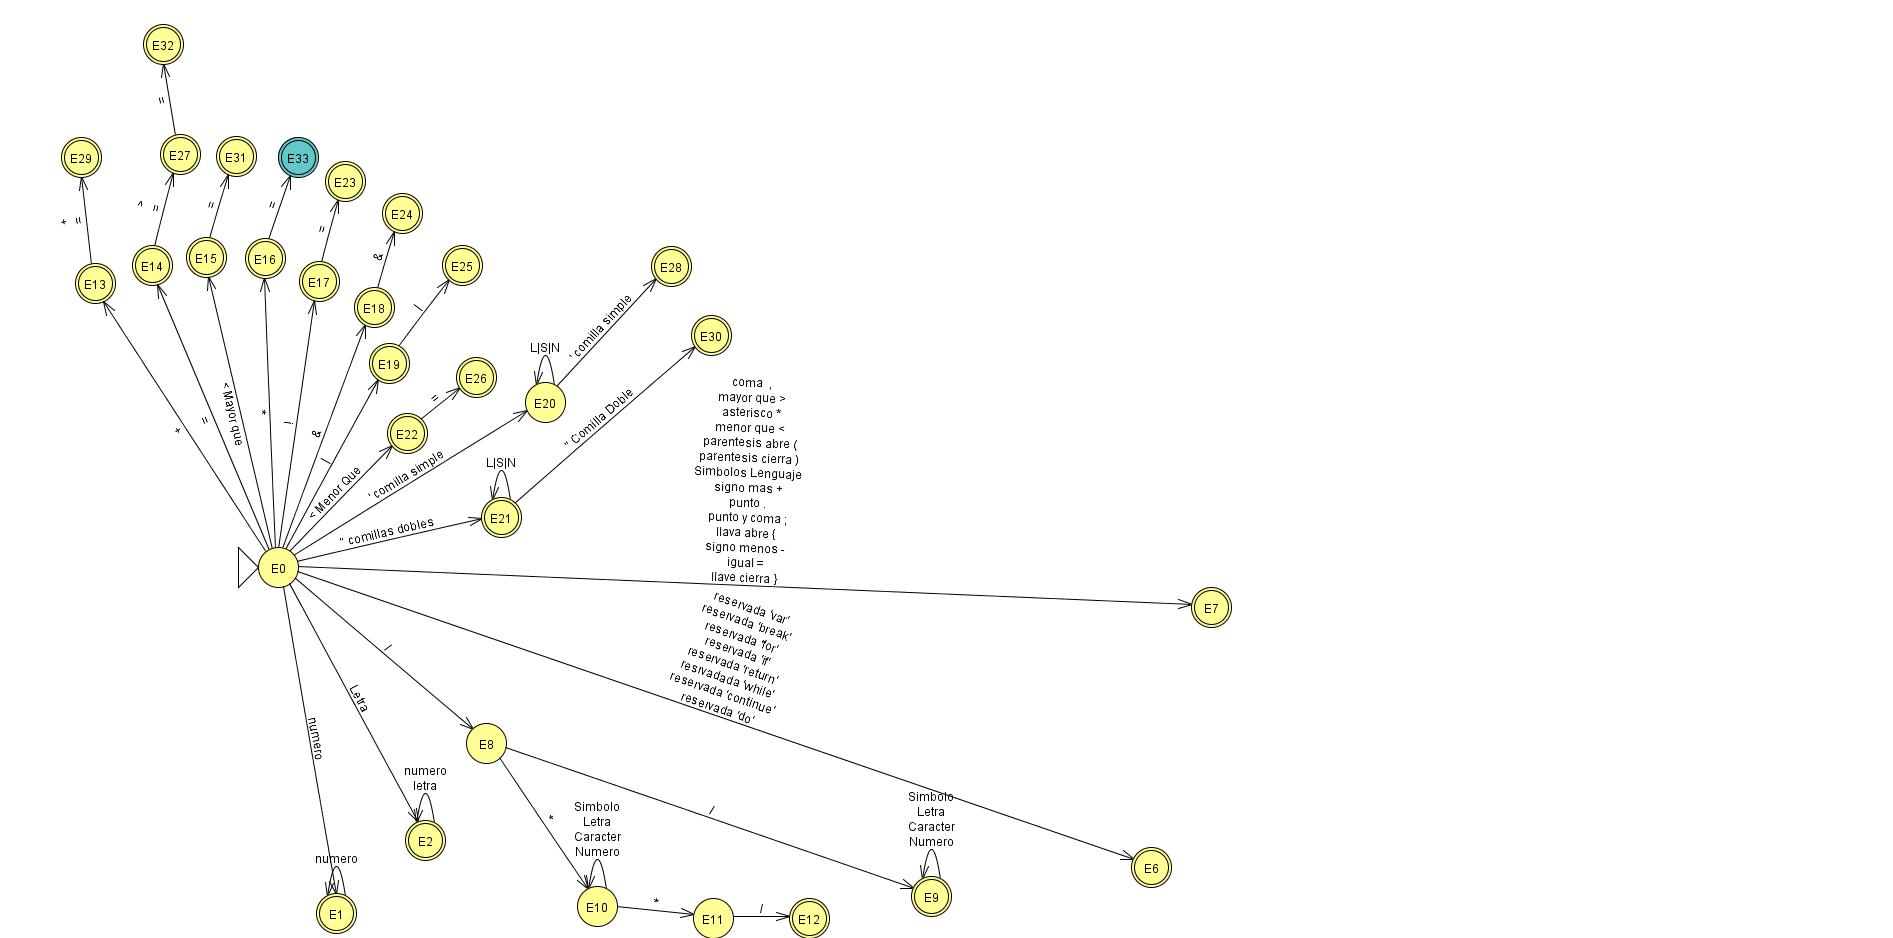 E32
=
E29
E27
E31
E33
E23
E24
+
=
^
=
=
=
=
&
E13
E14
E15
E16
E17
E18
E25
E28
|
' comilla simple
E19
E30
L|S|N
" Comilla Doble
E26
=
E20
E22
+
=
< Mayor que
*
!
&
|
< Menor Que
' comilla simple
L|S|N
E21
" comillas dobles
coma ,
mayor que >
asterisco *
menor que <
parentesis abre (
parentesis cierra )
Simbolos Lenguaje
signo mas +
punto .
punto y coma ;
llava abre {
signo menos -
igual =
llave cierra }
E0
E7
reservada 'var'
reservada 'break'
reservada 'for'
reservada 'if'
reservada 'return'
resrvadada 'while'
reservada 'continue'
reservada 'do'
/
Letra
numero
E8
numero
letra
E2
numero
E1
*
/
Simbolo
Letra
Caracter
Numero
E10
*
E11
/
E12
Simbolo
Letra
Caracter
Numero
E9
E6